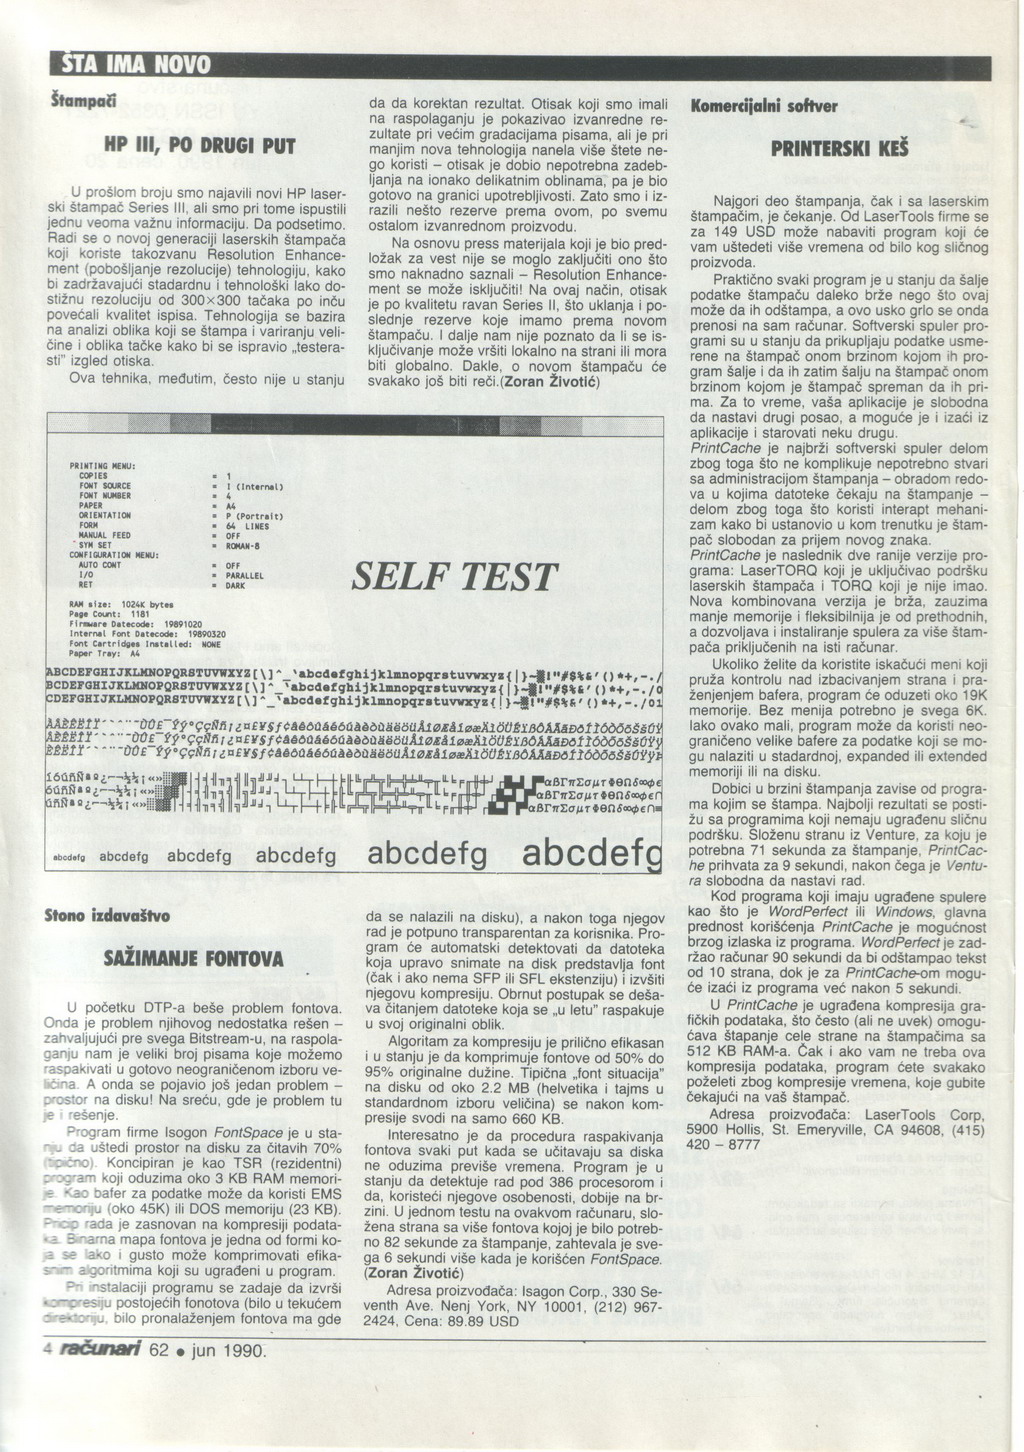 ŠTA IMA NOVO
Štampači
HP III, PO DRUGI PUT
U prošlom broju smo najavili novi HP laser-
ski štampač Series III, ali smo pri tome ispustili
jednu veoma važnu informaciju. Da podsetimo.
Radi se o novoj generaciji laserskih štampača
koji koriste takozvanu Resolution Enhance-
ment (pobošljanje rezolucije) tehnologiju, kako
bi zadržavajući stadardnu i tehnološki lako do-
stižnu rezoluciju od 300×300 tačaka po inču
povećali kvalitet ispisa. Tehnologija se bazira
na analizi oblika koji se štampa i variranju veli-
čine i oblika tačke kako bi se ispravio „testera-
sti” izgled otiska.
Ova tehnika, međutim, često nije u stanju
da da korektan rezultat. Otisak koji smo imali
na raspolaganju je pokazivao izvanredne re-
zultate pri većim gradacijama pisama, ali je pri
manjim nova tehnologija nanela više štete ne-
go koristi – otisak je dobio nepotrebna zadeb-
ljanja na ionako delikatnim oblinama, pa je bio
gotovo na granici upotrebljivosti. Zato smo i iz-
razili nešto rezerve prema ovom, po svemu
ostalom izvanrednom proizvodu.
Na osnovu press materijala koji je bio pred-
ložak za vest nije se moglo zaključiti ono što
smo naknadno saznali – Resolution Enhance-
ment se može isključiti! Na ovaj način, otisak
je po kvalitetu ravan Series II, što uklanja i po-
slednje rezerve koje imamo prema novom
štampaču. I dalje nam nije poznato da li se is-
ključivanje može vršiti lokalno na strani ili mora
biti globalno. Dakle, o novom štampaču će
svakako još biti reči.(Zoran Životić)
PRINTING MENU:
COPIES = 1
FONT SOURCE = I (Internal)
FONT NUMBER = 4
PAPER = A4
ORIENTATION = P (Portrait)
FORM = 64 LINES
MANUAL FEED = OFF
SYM SET = ROMAN-8
CONFIGURATION MENU:
AUTO CONT = OFF
I/O = PARALLEL
RET = DARK
SELF TEST
RAM size: 1024K bytes
Page Count: 1181
Firmware Datecode: 19891020
Internal Font Datecode: 19890320
Font Cartridges Installed: NONE
Paper Tray: A4
ABCDEFGHIJKLMNOPQRSTUVWXYZ[\]^_`abcdefghijklmnopqrstuvwxyz{|}~▒!"#$%&'()*+,-./
BCDEFGHIJKLMNOPQRSTUVWXYZ[\]^_`abcdefghijklmnopqrstuvwxyz{|}~▒!"#$%&'()*+,-./0
CDEFGHIJKLMNOPQRSTUVWXYZ[\]^_`abcdefghijklmnopqrstuvwxyz{|}~▒!"#$%&'()*+,-./01
abcdefg abcdefg abcdefg abcdefg abcdefg abcdefg
Stono izdavaštvo
SAŽIMANJE FONTOVA
U početku DTP-a beše problem fontova.
Onda je problem njihovog nedostatka rešen –
zahvaljujući pre svega Bitstream-u, na raspola-
ganju nam je veliki broj pisama koje možemo
raspakivati u gotovo neograničenom izboru ve-
ličina. A onda se pojavio još jedan problem –
prostor na disku! Na sreću, gde je problem tu
je i rešenje.
Program firme Isogon FontSpace je u sta-
nju da uštedi prostor na disku za čitavih 70%
(tipično). Koncipiran je kao TSR (rezidentni)
program koji oduzima oko 3 KB RAM memori-
je. Kao bafer za podatke može da koristi EMS
memoriju (oko 45K) ili DOS memoriju (23 KB).
Pricip rada je zasnovan na kompresiji podata-
ka. Binarna mapa fontova je jedna od formi ko-
ja se lako i gusto može komprimovati efika-
snim algoritmima koji su ugrađeni u program.
Pri instalaciji programu se zadaje da izvrši
kompresiju postojećih fonotova (bilo u tekućem
direktoriju, bilo pronalaženjem fontova ma gde
da se nalazili na disku), a nakon toga njegov
rad je potpuno transparentan za korisnika. Pro-
gram će automatski detektovati da datoteka
koja upravo snimate na disk predstavlja font
(čak i ako nema SFP ili SFL ekstenziju) i izvšiti
njegovu kompresiju. Obrnut postupak se deša-
va čitanjem datoteke koja se „u letu” raspakuje
u svoj originalni oblik.
Algoritam za kompresiju je prilično efikasan
i u stanju je da komprimuje fontove od 50% do
95% originalne dužine. Tipična „font situacija”
na disku od oko 2.2 MB (helvetika i tajms u
standardnom izboru veličina) se nakon kom-
presije svodi na samo 660 KB.
Interesatno je da procedura raspakivanja
fontova svaki put kada se učitavaju sa diska
ne oduzima previše vremena. Program je u
stanju da detektuje rad pod 386 procesorom i
da, koristeći njegove osobenosti, dobije na br-
zini. U jednom testu na ovakvom računaru, slo-
žena strana sa više fontova kojoj je bilo potreb-
no 82 sekunde za štampanje, zahtevala je sve-
ga 6 sekundi više kada je korišćen FontSpace.
(Zoran Životić)
Adresa proizvođača: Isagon Corp., 330 Se-
venth Ave. Nenj York, NY 10001, (212) 967-
2424, Cena: 89.89 USD
Komercijalni softver
PRINTERSKI KEŠ
Najgori deo štampanja, čak i sa laserskim
štampačim, je čekanje. Od LaserTools firme se
za 149 USD može nabaviti program koji će
vam uštedeti više vremena od bilo kog sličnog
proizvoda.
Praktično svaki program je u stanju da šalje
podatke štampaču daleko brže nego što ovaj
može da ih odštampa, a ovo usko grlo se onda
prenosi na sam računar. Softverski spuler pro-
grami su u stanju da prikupljaju podatke usme-
rene na štampač onom brzinom kojom ih pro-
gram šalje i da ih zatim šalju na štampač onom
brzinom kojom je štampač spreman da ih pri-
ma. Za to vreme, vaša aplikacije je slobodna
da nastavi drugi posao, a moguće je i izaći iz
aplikacije i starovati neku drugu.
PrintCache je najbrži softverski spuler delom
zbog toga što ne komplikuje nepotrebno stvari
sa administracijom štampanja – obradom redo-
va u kojima datoteke čekaju na štampanje –
delom zbog toga što koristi interapt mehani-
zam kako bi ustanovio u kom trenutku je štam-
pač slobodan za prijem novog znaka.
PrintCache je naslednik dve ranije verzije pro-
grama: LaserTORQ koji je uključivao podršku
laserskih štampača i TORQ koji je nije imao.
Nova kombinovana verzija je brža, zauzima
manje memorije i fleksibilnija je od prethodnih,
a dozvoljava i instaliranje spulera za više štam-
pača priključenih na isti računar.
Ukoliko želite da koristite iskačući meni koji
pruža kontrolu nad izbacivanjem strana i pra-
ženjenjem bafera, program će oduzeti oko 19K
memorije. Bez menija potrebno je svega 6K.
Iako ovako mali, program može da koristi neo-
graničeno velike bafere za podatke koji se mo-
gu nalaziti u stadardnoj, expanded ili extended
memoriji ili na disku.
Dobici u brzini štampanja zavise od progra-
ma kojim se štampa. Najbolji rezultati se posti-
žu sa programima koji nemaju ugrađenu sličnu
podršku. Složenu stranu iz Venture, za koju je
potrebna 71 sekunda za štampanje, PrintCac-
he prihvata za 9 sekundi, nakon čega je Ventu-
ra slobodna da nastavi rad.
Kod programa koji imaju ugrađene spulere
kao što je WordPerfect ili Windows, glavna
prednost korišćenja PrintCache je mogućnost
brzog izlaska iz programa. WordPerfect je zad-
ržao računar 90 sekundi da bi odštampao tekst
od 10 strana, dok je za PrintCache-om mogu-
će izaći iz programa već nakon 5 sekundi.
U PrintCache je ugrađena kompresija gra-
fičkih podataka, što često (ali ne uvek) omogu-
ćava štapanje cele strane na štampačima sa
512 KB RAM-a. Čak i ako vam ne treba ova
kompresija podataka, program ćete svakako
poželeti zbog kompresije vremena, koje gubite
čekajući na vaš štampač.
Adresa proizvođača: LaserTools Corp,
5900 Hollis, St. Emeryville, CA 94608, (415)
420 – 8777
4 računari 62 • jun 1990.